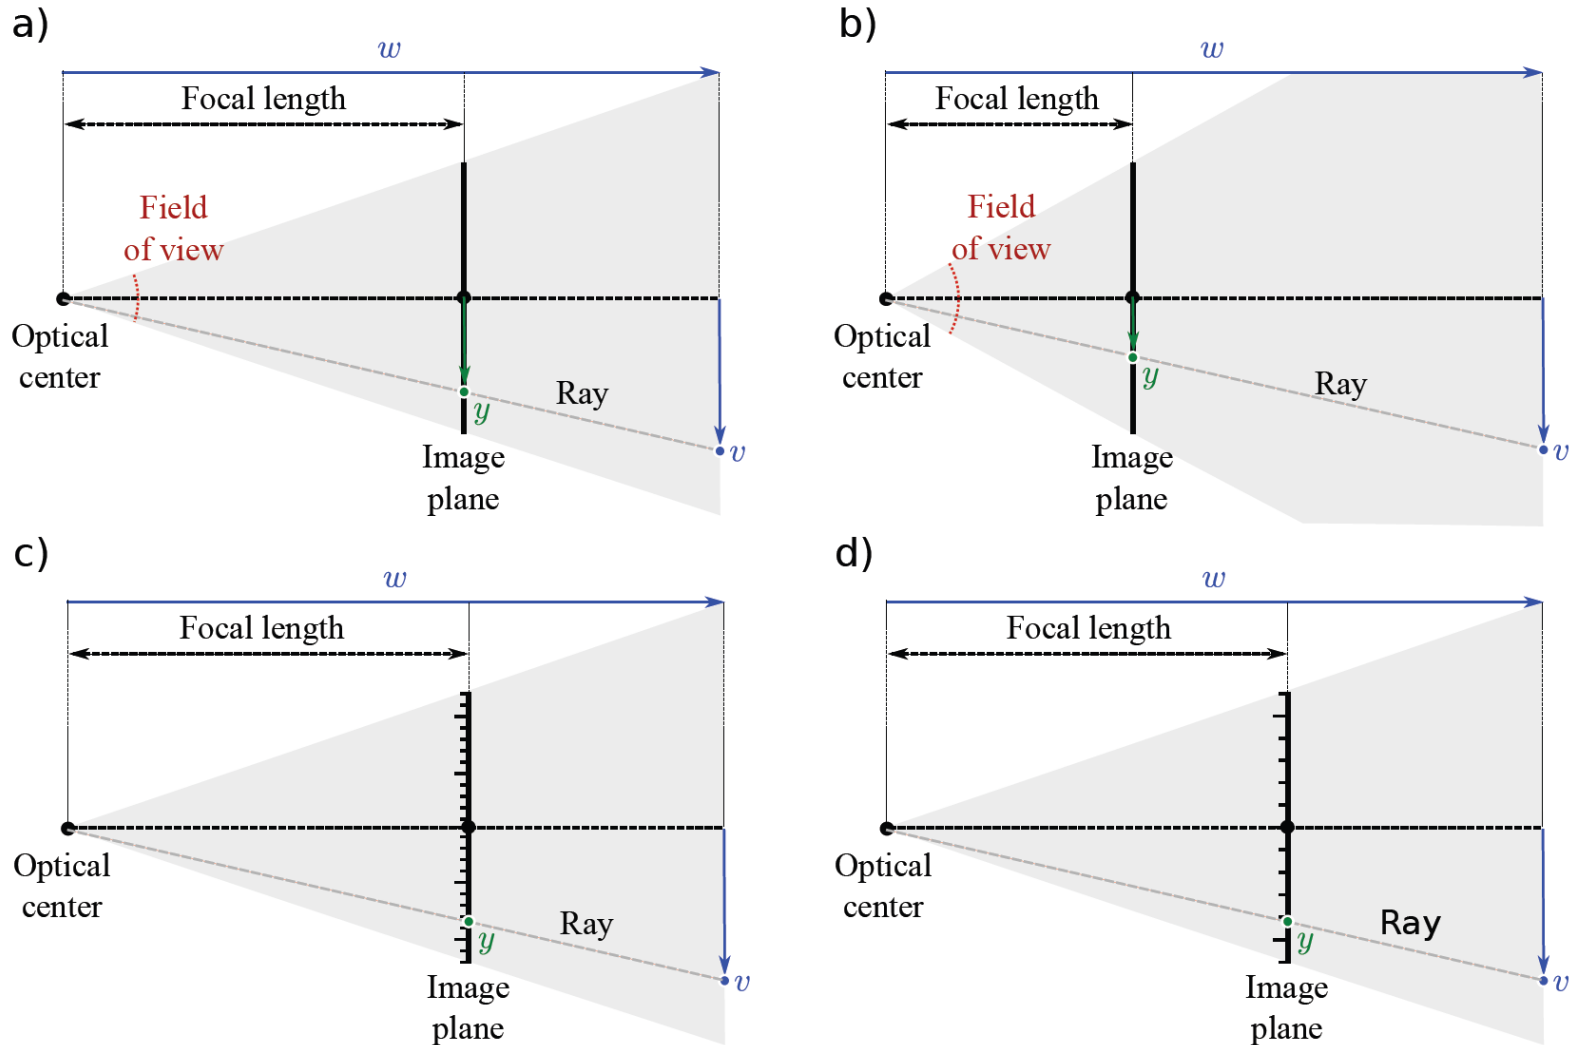 a)
w
Focal length
Field
of view
Optical
center
Ray
y
v
Image
plane
b)
w
Focal length
Field
of view
Optical
center
Ray
y
v
Image
plane
c)
w
Focal length
Optical
center
Ray
y
v
Image
plane
d)
w
Focal length
Optical
center
Ray
y
v
Image
plane